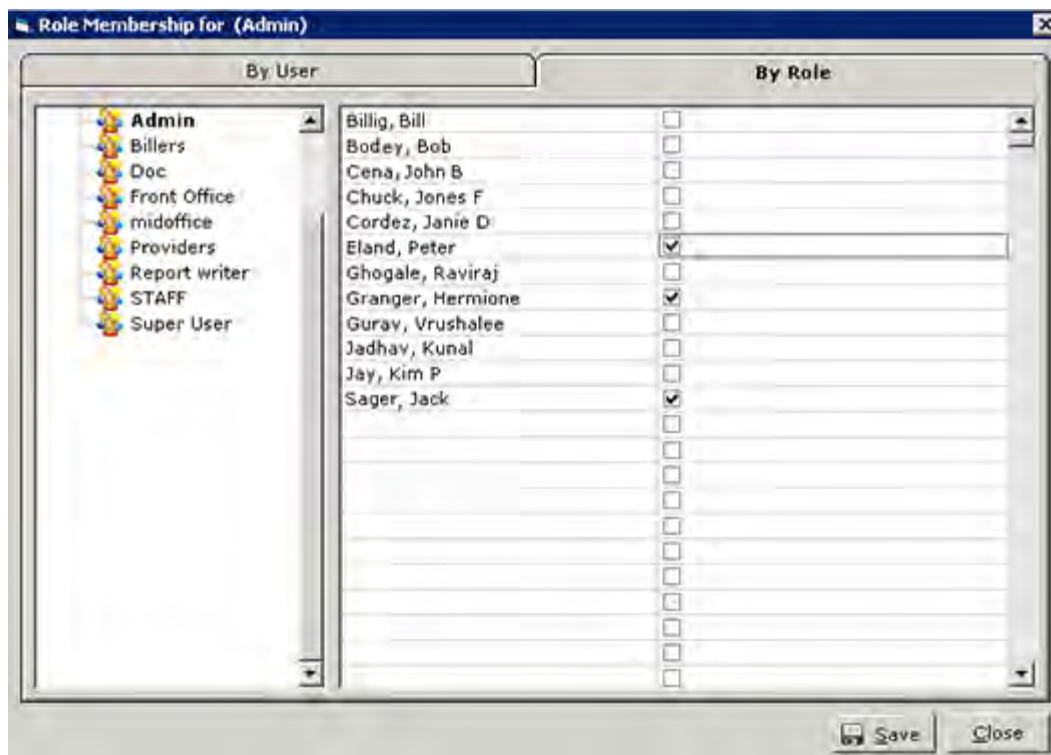 Role Membership for (Admin)
By User
By Role
Admin
Billers
Doc
Front Office
midoffice
Providers
Report writer
STAFF
Super User
Billig, Bill
Bodey, Bob
Cena, John B
Chuck, Jones F
Cordez, Janie D
Eland, Peter
Ghogale, Raviraj
Granger, Hermione
Gurav, Vrushalee
Jadhav, Kunal
Jay, Kim P
Sager, Jack
Save
Close